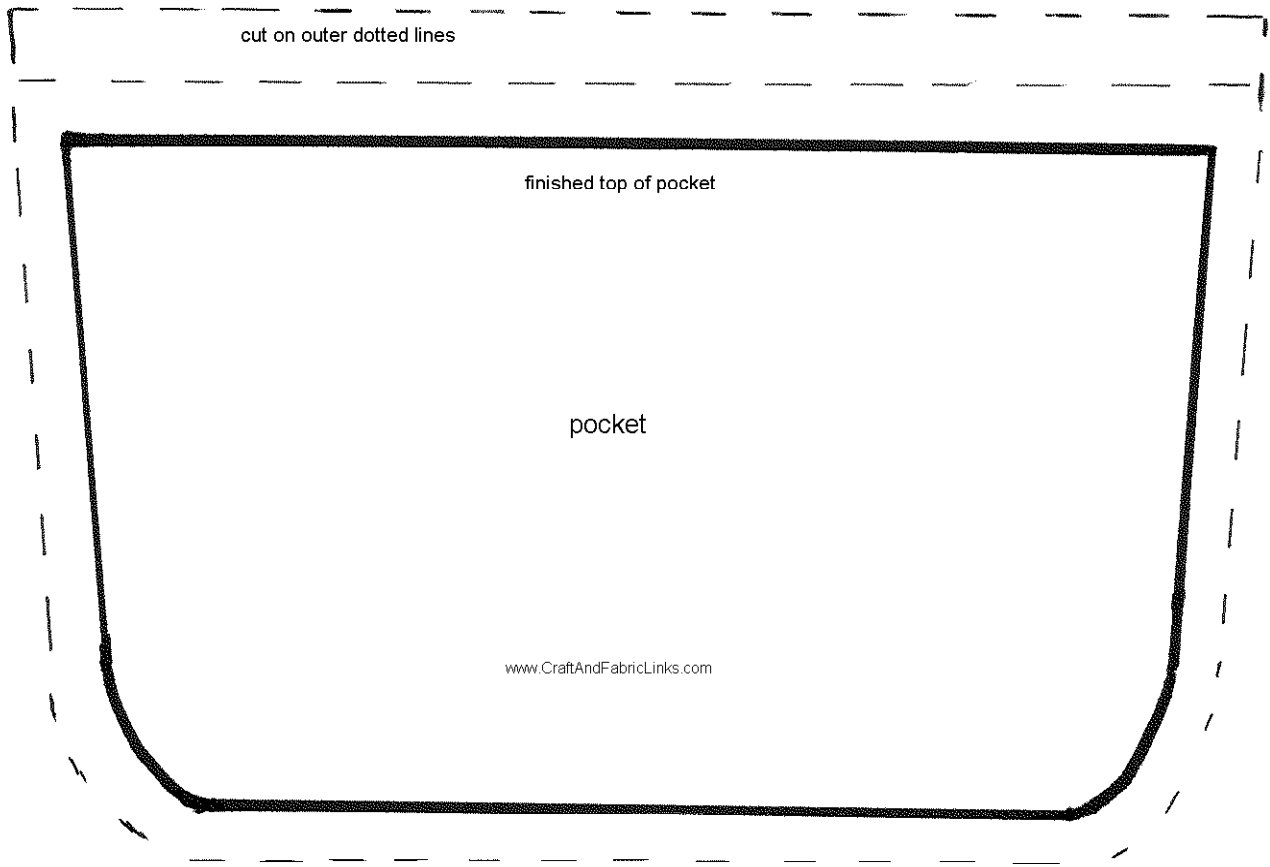 cut on outer dotted lines
finished top of pocket
pocket
www.CraftAndFabricLinks.com